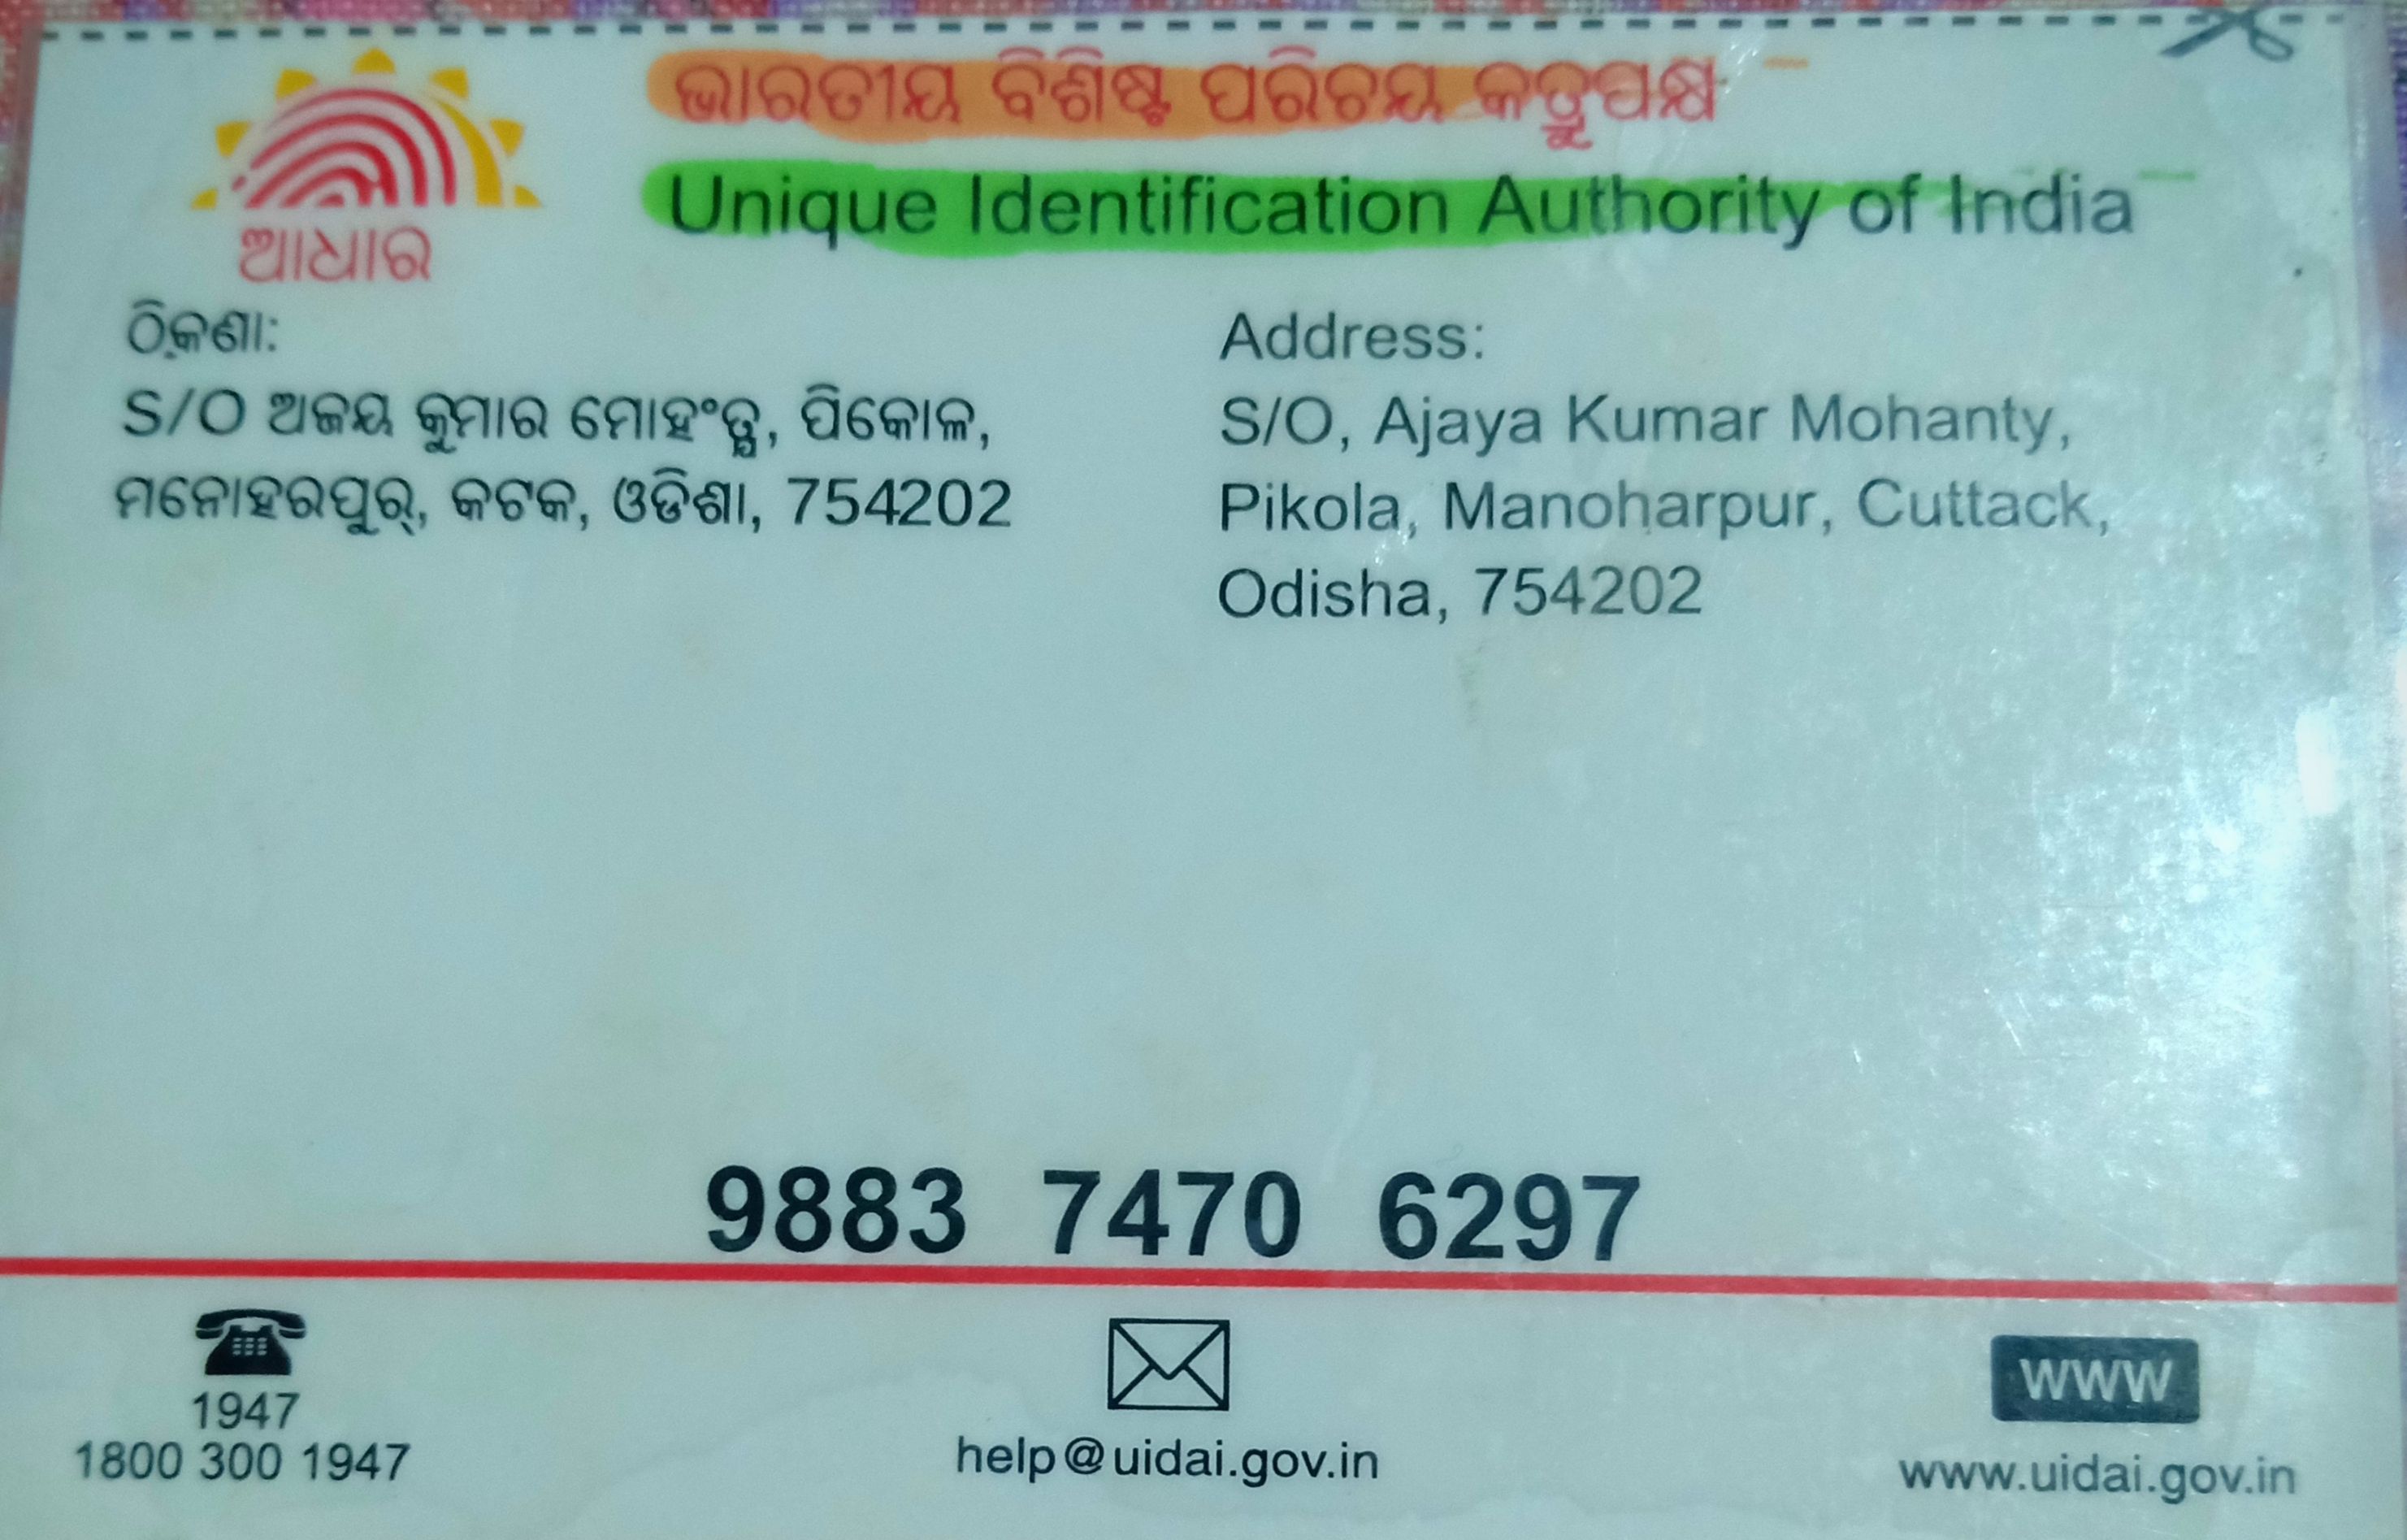 ଭାରତୀୟ ବିଶିଷ୍ଟ ପରିଚୟ କର୍ତ୍ତୃପକ୍ଷ
Unique Identification Authority of India
ଆଧାର
ଠିକଣା:
S/O ଅଜୟ କୁମାର ମୋହଂତ୍ଯ, ପିକୋଳ,
ମନୋହରପୁର୍, କଟକ, ଓଡିଶା, 754202
Address:
S/O, Ajaya Kumar Mohanty,
Pikola, Manoharpur, Cuttack,
Odisha, 754202
9883 7470 6297
1947
1800 300 1947
help@uidai.gov.in
www
www.uidai.gov.in